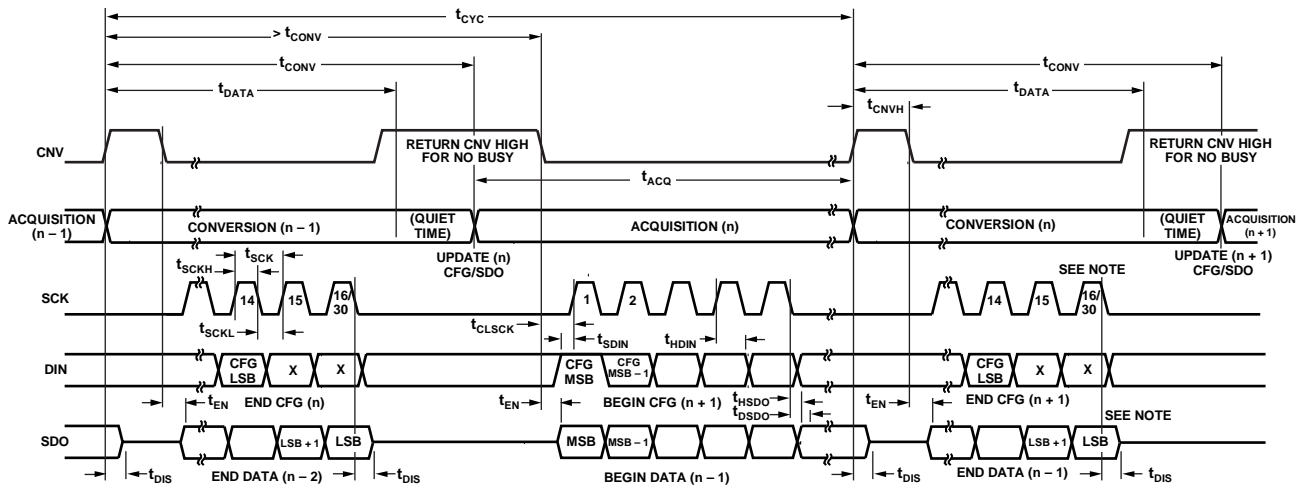 tCYC
> tCONV
tCONV
tCONV
tDATA
tDATA
tCNVH
CNV
RETURN CNV HIGH
FOR NO BUSY
RETURN CNV HIGH
FOR NO BUSY
tACQ
ACQUISITION
(n – 1)
CONVERSION (n – 1)
(QUIET
TIME)
ACQUISITION (n)
CONVERSION (n)
(QUIET
TIME)
ACQUISITION
(n + 1)
UPDATE (n)
CFG/SDO
UPDATE (n + 1)
CFG/SDO
tSCK
tSCKH
SEE NOTE
SCK
14
15
16/
30
1
2
14
15
16/
30
tSCKL
tCLSCK
tSDIN
tHDIN
DIN
CFG
LSB
X
X
CFG
MSB
CFG
MSB–1
CFG
LSB
X
X
tEN
END CFG (n)
tEN
BEGIN CFG (n + 1)
tHSDO
tDSDO
tEN
END CFG (n + 1)
SEE NOTE
SDO
LSB + 1
LSB
MSB
MSB–1
LSB + 1
LSB
tDIS
END DATA (n – 2)
tDIS
BEGIN DATA (n – 1)
tDIS
END DATA (n – 1)
tDIS